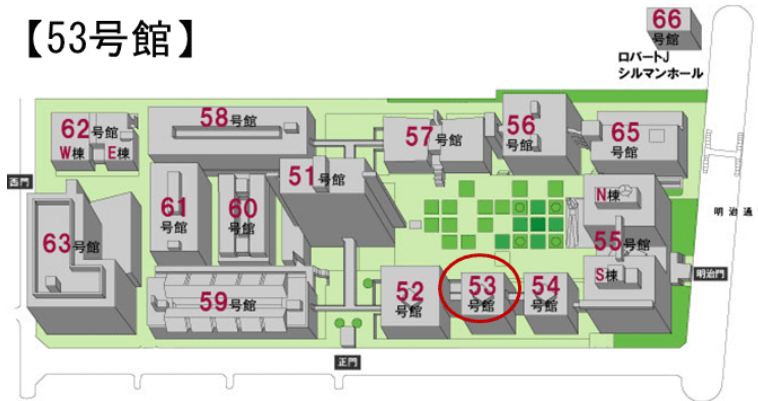 【53号館】
66
号館
ロバートJ
シルマンホール
62号館
W棟 E棟
58号館
57号館
56
号館
65
号館
西門
51号館
61
号館
60
号館
N棟
明治通
63号館
55号館
59号館
52
号館
53
号館
54
号館
S棟
明治門
正門